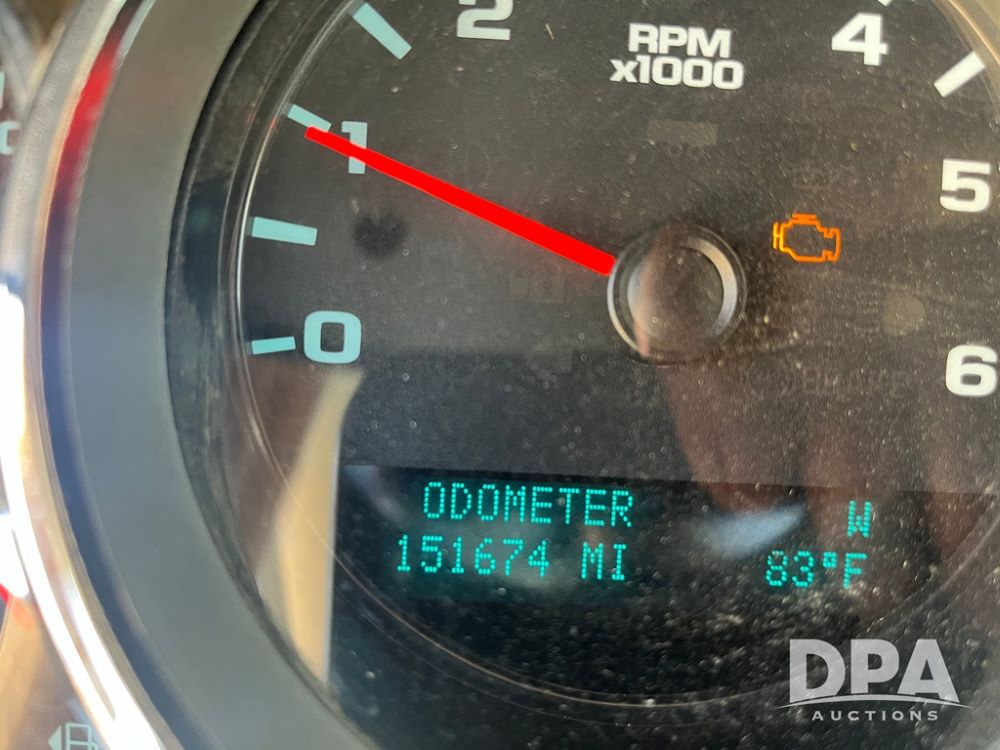 2
4
RPM
x1000
1
5
0
6
ODOMETER
W
151674 MI
83°F
DPA
AUCTIONS